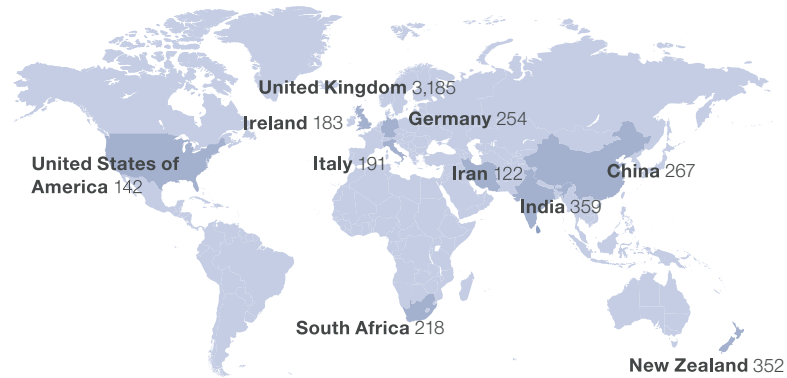 United Kingdom 3,185
Ireland 183
Germany 254
United States of
America 142
Italy 191
Iran 122
China 267
India 359
South Africa 218
New Zealand 352